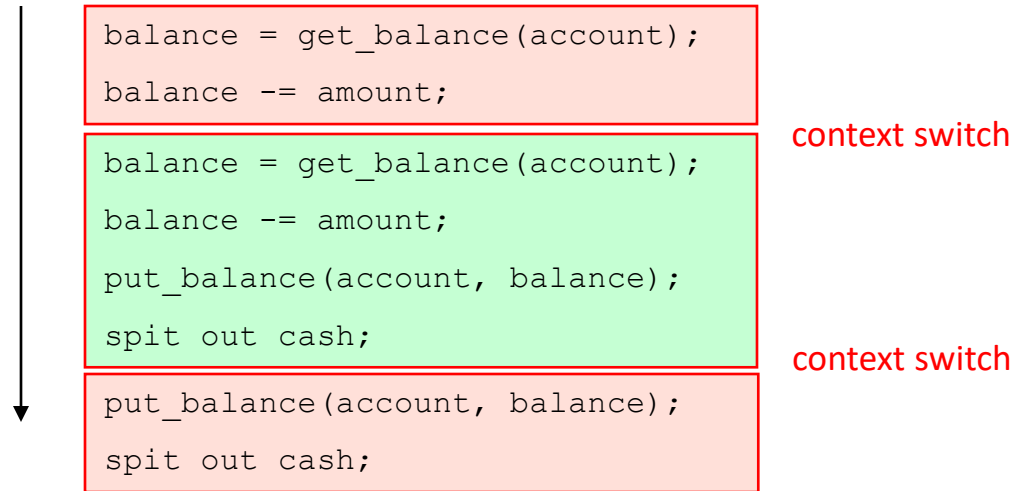 balance = get_balance(account);
balance -= amount;
context switch
balance = get_balance(account);
balance -= amount;
put_balance(account, balance);
spit out cash;
context switch
put_balance(account, balance);
spit out cash;